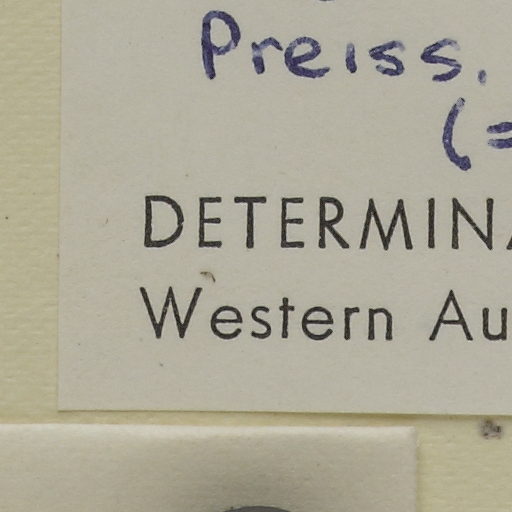 Preiss.
(=
DETERMINA
Western Au